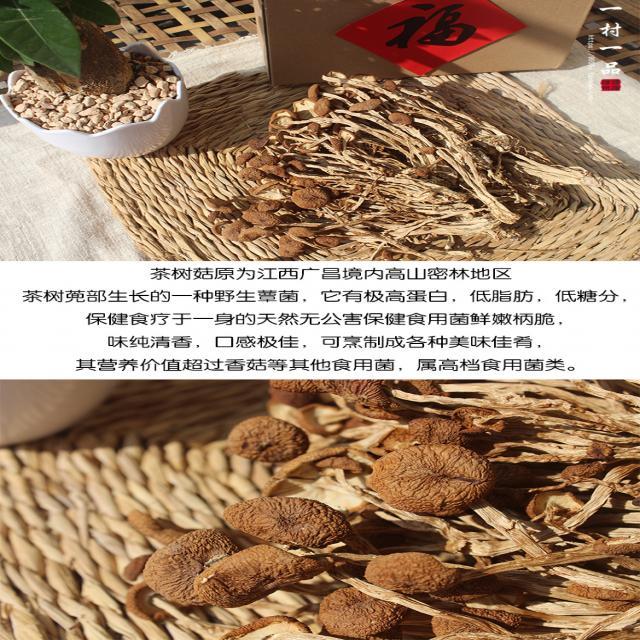 福
一村一品
茶树菇原为江西广昌境内高山密林地区
茶树蔸部生长的一种野生蕈菌，它有极高蛋白，低脂肪，低糖分，
保健食疗于一身的天然无公害保健食用菌鲜嫩柄脆，
味纯清香，口感极佳，可烹制成各种美味佳肴，
其营养价值超过香菇等其他食用菌，属高档食用菌类。